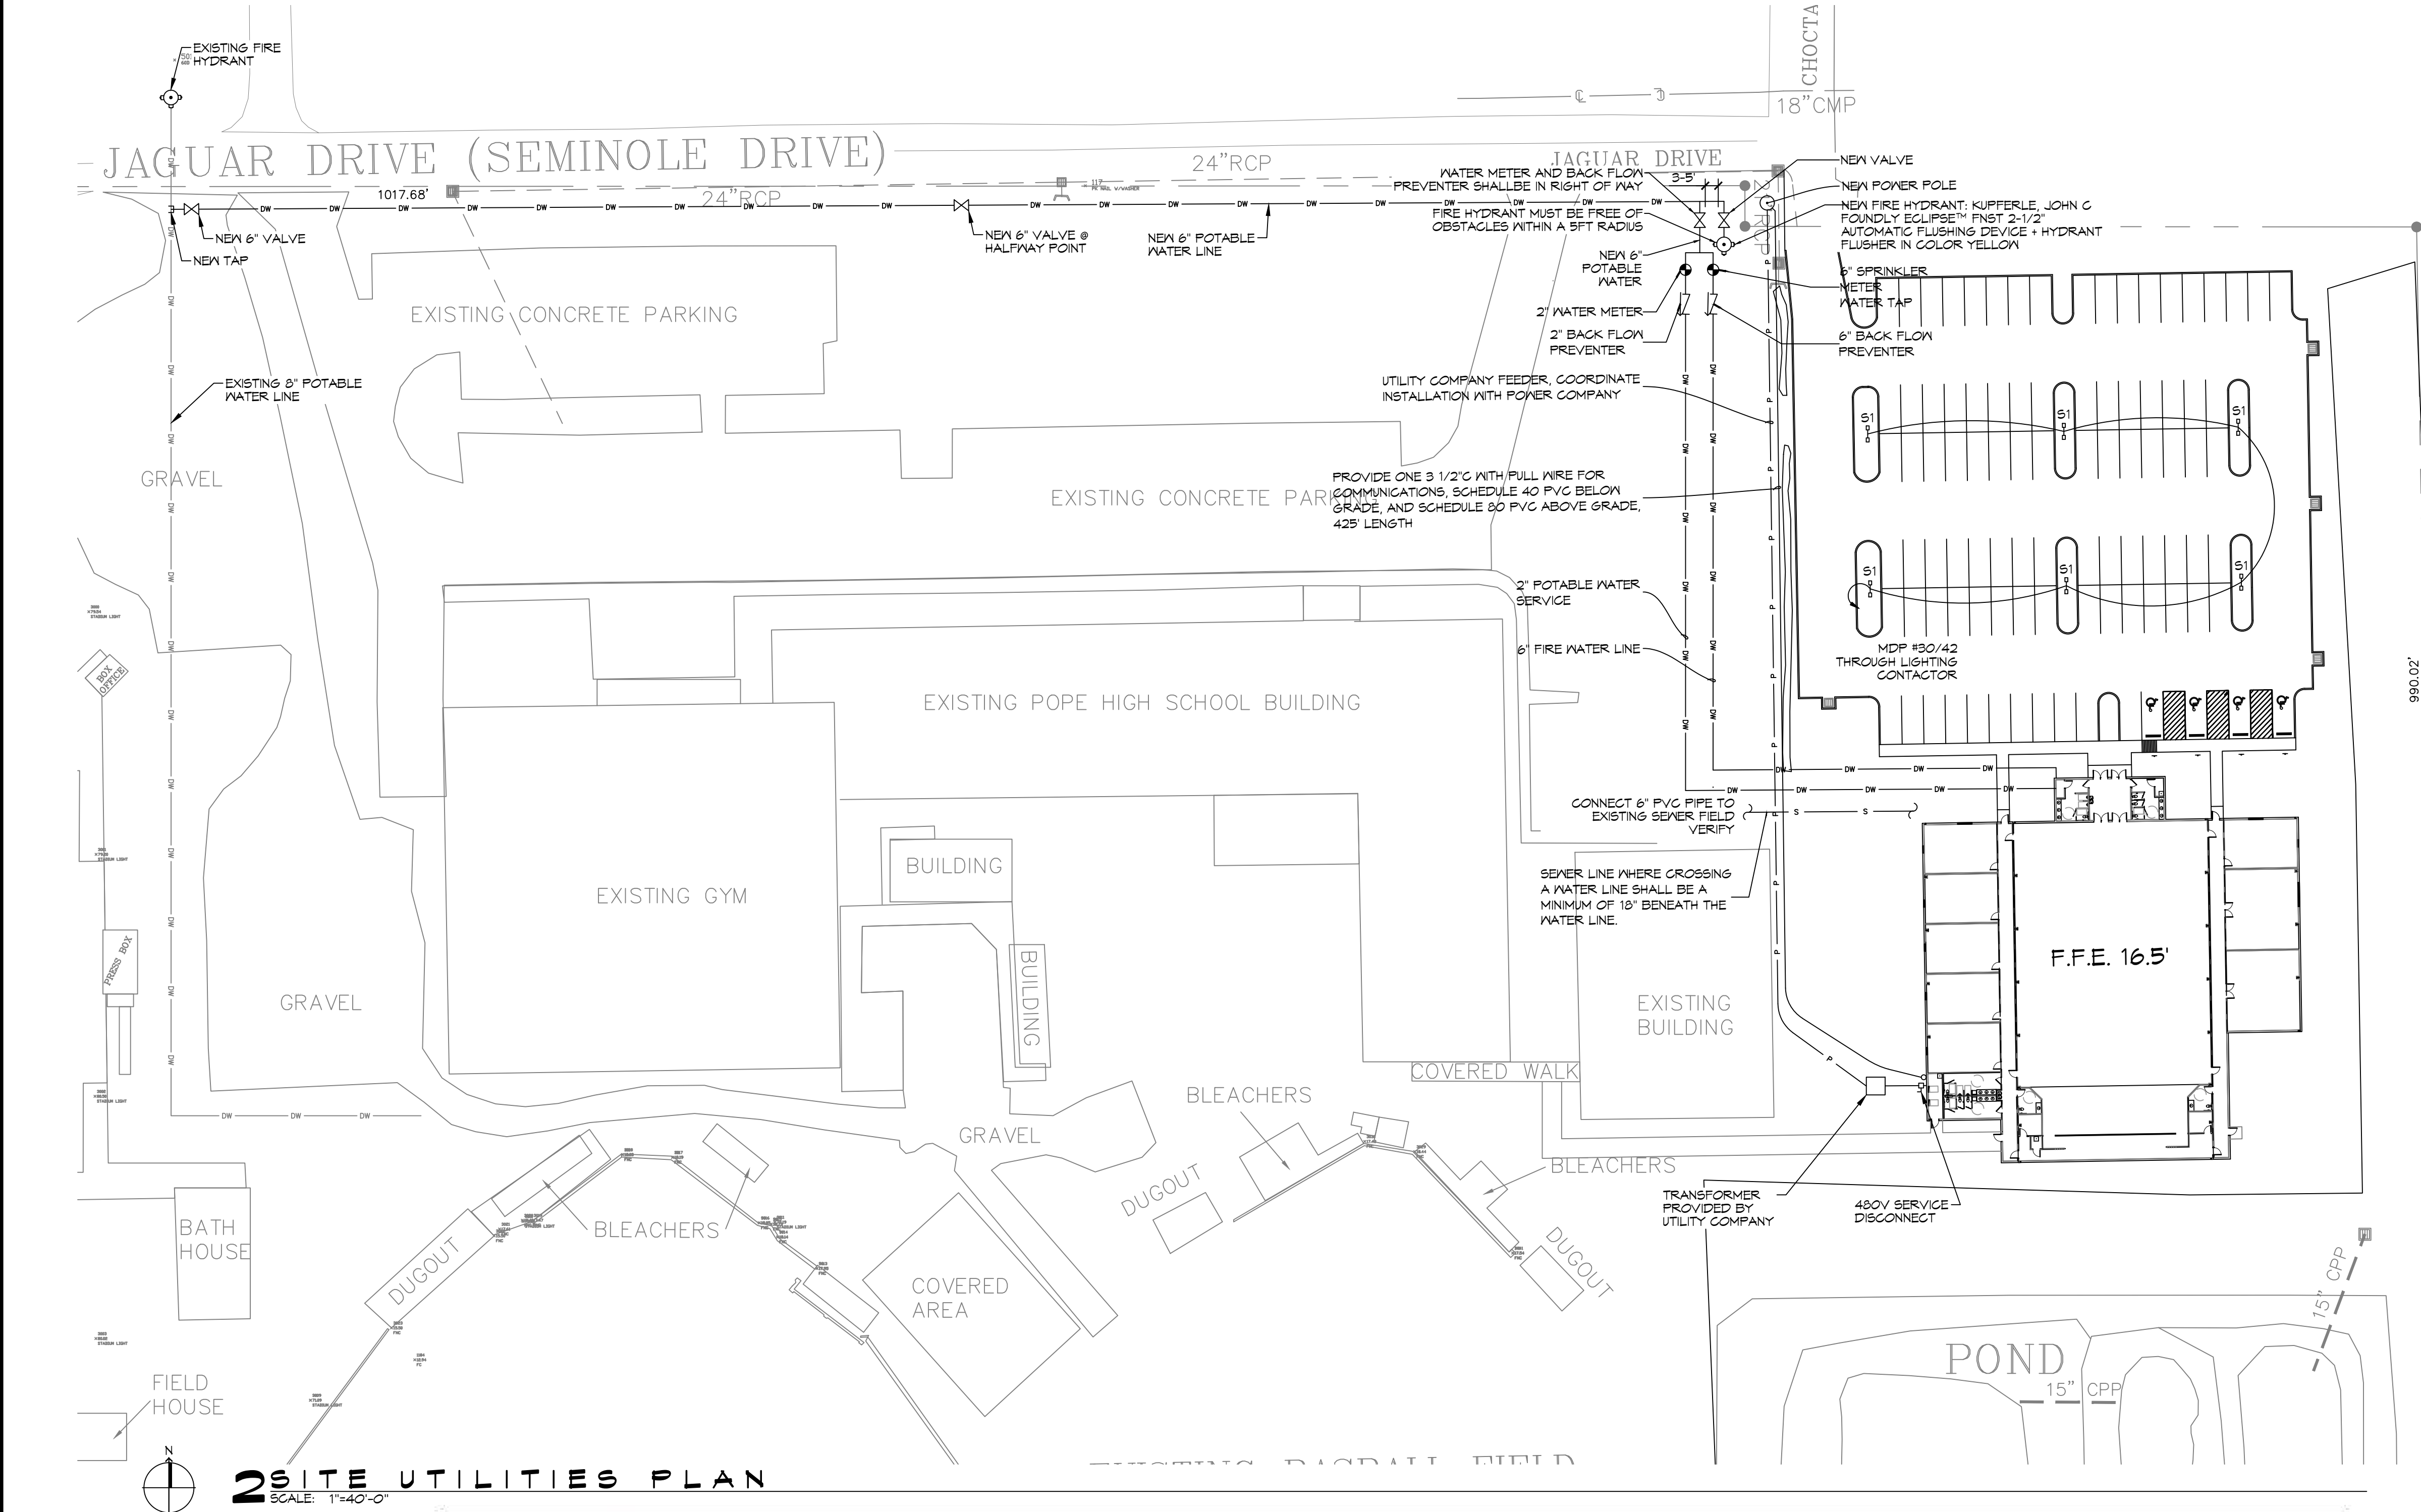 EXISTING FIRE
HYDRANT
CHOCTA
18"CMP
JAGUAR DRIVE (SEMINOLE DRIVE)
1017.68'
24"RCP
24"RCP
JAGUAR DRIVE
3-5'
WATER METER AND BACK FLOW
PREVENTER SHALLBE IN RIGHT OF WAY
FIRE HYDRANT MUST BE FREE OF
OBSTACLES WITHIN A 5FT RADIUS
NEW VALVE
NEW POWER POLE
NEW FIRE HYDRANT: KUPFERLE, JOHN C
FOUNDLY ECLIPSE™ FNST 2-1/2"
AUTOMATIC FLUSHING DEVICE + HYDRANT
FLUSHER IN COLOR YELLOW
NEW 6" VALVE
NEW TAP
NEW 6" VALVE @
HALFWAY POINT
NEW 6" POTABLE
WATER LINE
NEW 6"
POTABLE
WATER
6" SPRINKLER
METER
WATER TAP
2" WATER METER
2" BACK FLOW
PREVENTER
6" BACK FLOW
PREVENTER
EXISTING CONCRETE PARKING
EXISTING 8" POTABLE
WATER LINE
UTILITY COMPANY FEEDER, COORDINATE
INSTALLATION WITH POWER COMPANY
S1
S1
S1
GRAVEL
EXISTING CONCRETE PARKING
PROVIDE ONE 3 1/2"C WITH PULL WIRE FOR
COMMUNICATIONS, SCHEDULE 40 PVC BELOW
GRADE, AND SCHEDULE 80 PVC ABOVE GRADE,
425' LENGTH
S1
S1
S1
2" POTABLE WATER
SERVICE
6" FIRE WATER LINE
MDP #30/42
THROUGH LIGHTING
CONTACTOR
990.02'
BOX
OFFICE
EXISTING POPE HIGH SCHOOL BUILDING
CONNECT 6" PVC PIPE TO
EXISTING SEWER FIELD
VERIFY
SEWER LINE WHERE CROSSING
A WATER LINE SHALL BE A
MINIMUM OF 18" BENEATH THE
WATER LINE.
BUILDING
EXISTING GYM
PRESS BOX
BUILDING
GRAVEL
EXISTING
BUILDING
F.F.E. 16.5'
COVERED WALK
BLEACHERS
GRAVEL
BLEACHERS
DUGOUT
TRANSFORMER
PROVIDED BY
UTILITY COMPANY
480V SERVICE
DISCONNECT
BATH
HOUSE
BLEACHERS
DUGOUT
COVERED
AREA
DUGOUT
15" CPP
POND
15" CPP
FIELD
HOUSE
N
2 SITE UTILITIES PLAN
SCALE: 1"=40'-0"